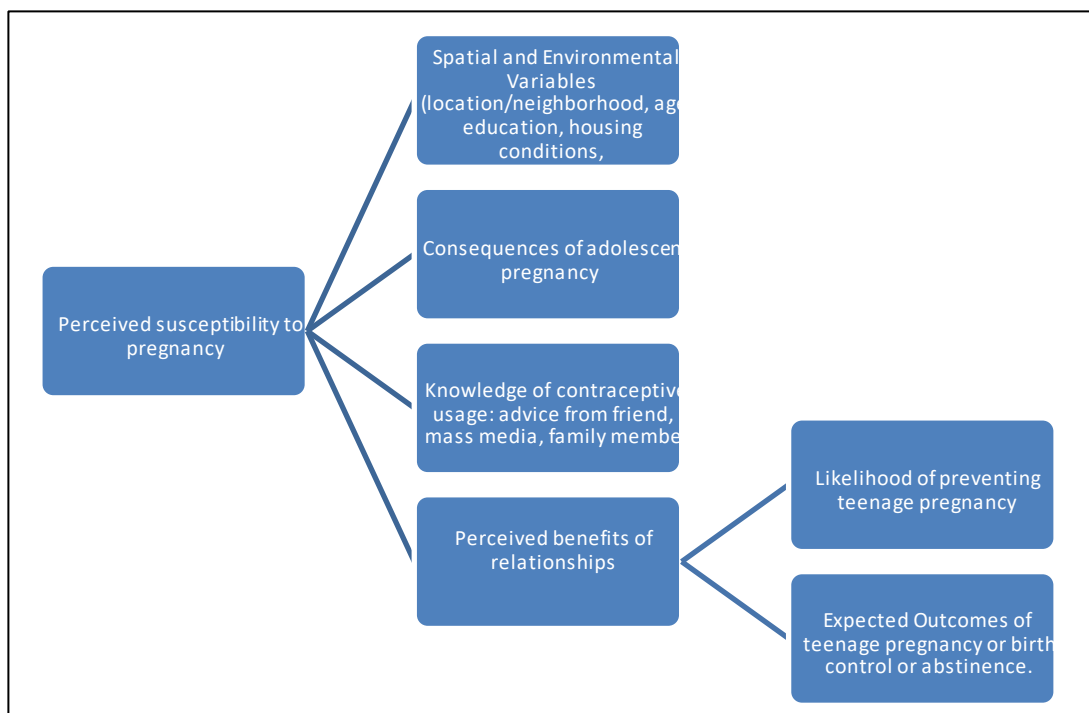 Spatial and Environmental
Variables
(location/neighborhood, age
education, housing
conditions,
Consequences of adolescen
pregnancy
Perceived susceptibility to
pregnancy
Knowledge of contraceptive
usage: advice from friend,
mass media, family membe
Perceived benefits of
relationships
Likelihood of preventing
teenage pregnancy
Expected Outcomes of
teenage pregnancy or birth
control or abstinence.